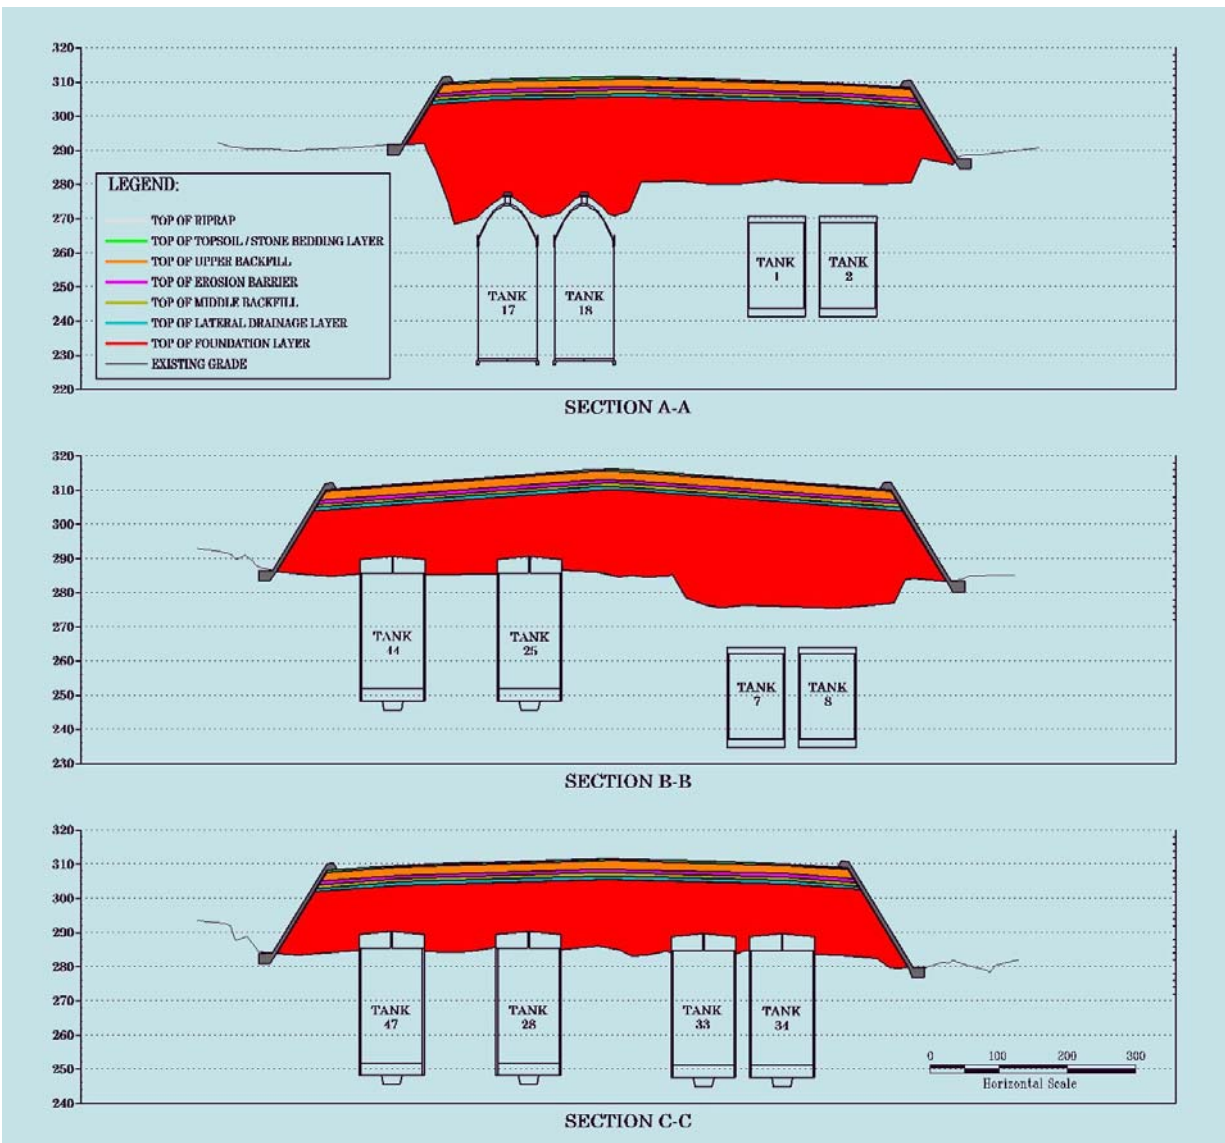 320
310
300
290
280
270
260
250
240
230
220
LEGEND:
TOP OF RIPRAP
TOP OF TOPSOIL / STONE BEDDING LAYER
TOP OF UPPER BACKFILL
TOP OF EROSION BARRIER
TOP OF MIDDLE BACKFILL
TOP OF LATERAL DRAINAGE LAYER
TOP OF FOUNDATION LAYER
EXISTING GRADE
TANK
17
TANK
18
TANK
1
TANK
2
SECTION A-A
320
310
300
290
280
270
260
250
240
230
TANK
44
TANK
25
TANK
7
TANK
8
SECTION B-B
320
310
300
290
280
270
260
250
240
TANK
47
TANK
28
TANK
33
TANK
34
0 100 200 300
Horizontal Scale
SECTION C-C